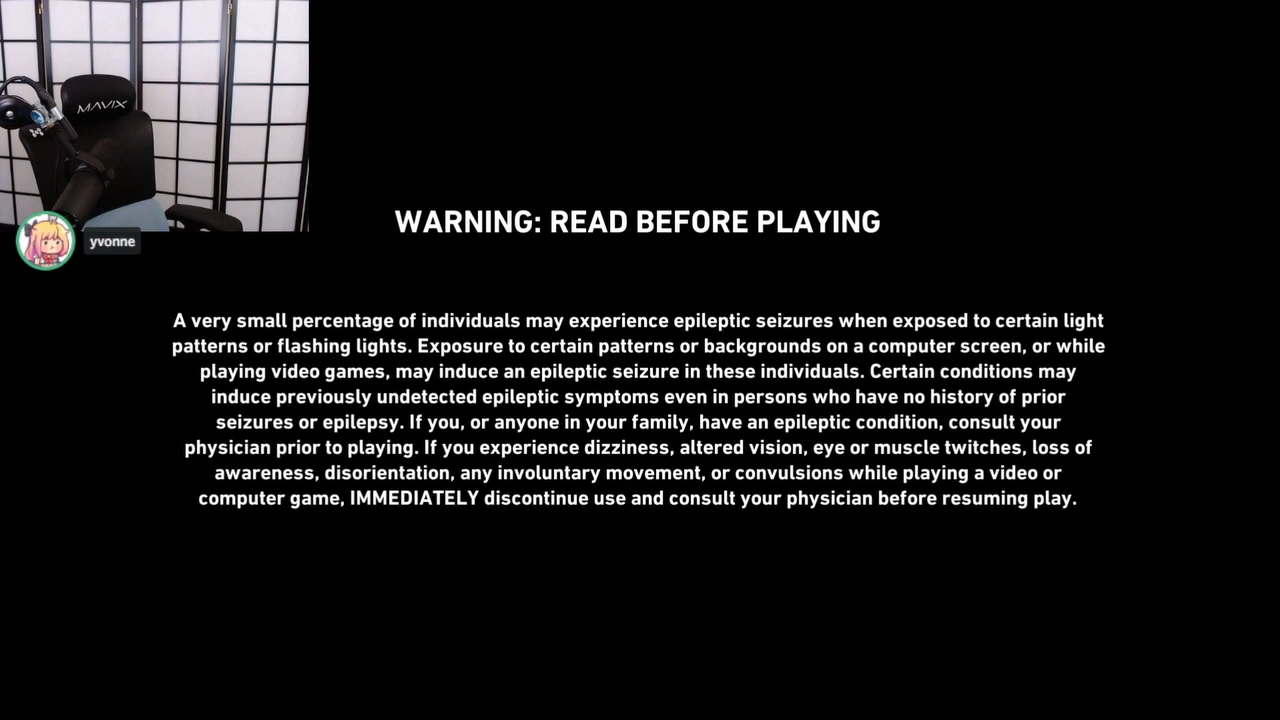 MAVIX
yvonne
WARNING: READ BEFORE PLAYING
A very small percentage of individuals may experience epileptic seizures when exposed to certain light
patterns or flashing lights. Exposure to certain patterns or backgrounds on a computer screen, or while
playing video games, may induce an epileptic seizure in these individuals. Certain conditions may
induce previously undetected epileptic symptoms even in persons who have no history of prior
seizures or epilepsy. If you, or anyone in your family, have an epileptic condition, consult your
physician prior to playing. If you experience dizziness, altered vision, eye or muscle twitches, loss of
awareness, disorientation, any involuntary movement, or convulsions while playing a video or
computer game, IMMEDIATELY discontinue use and consult your physician before resuming play.